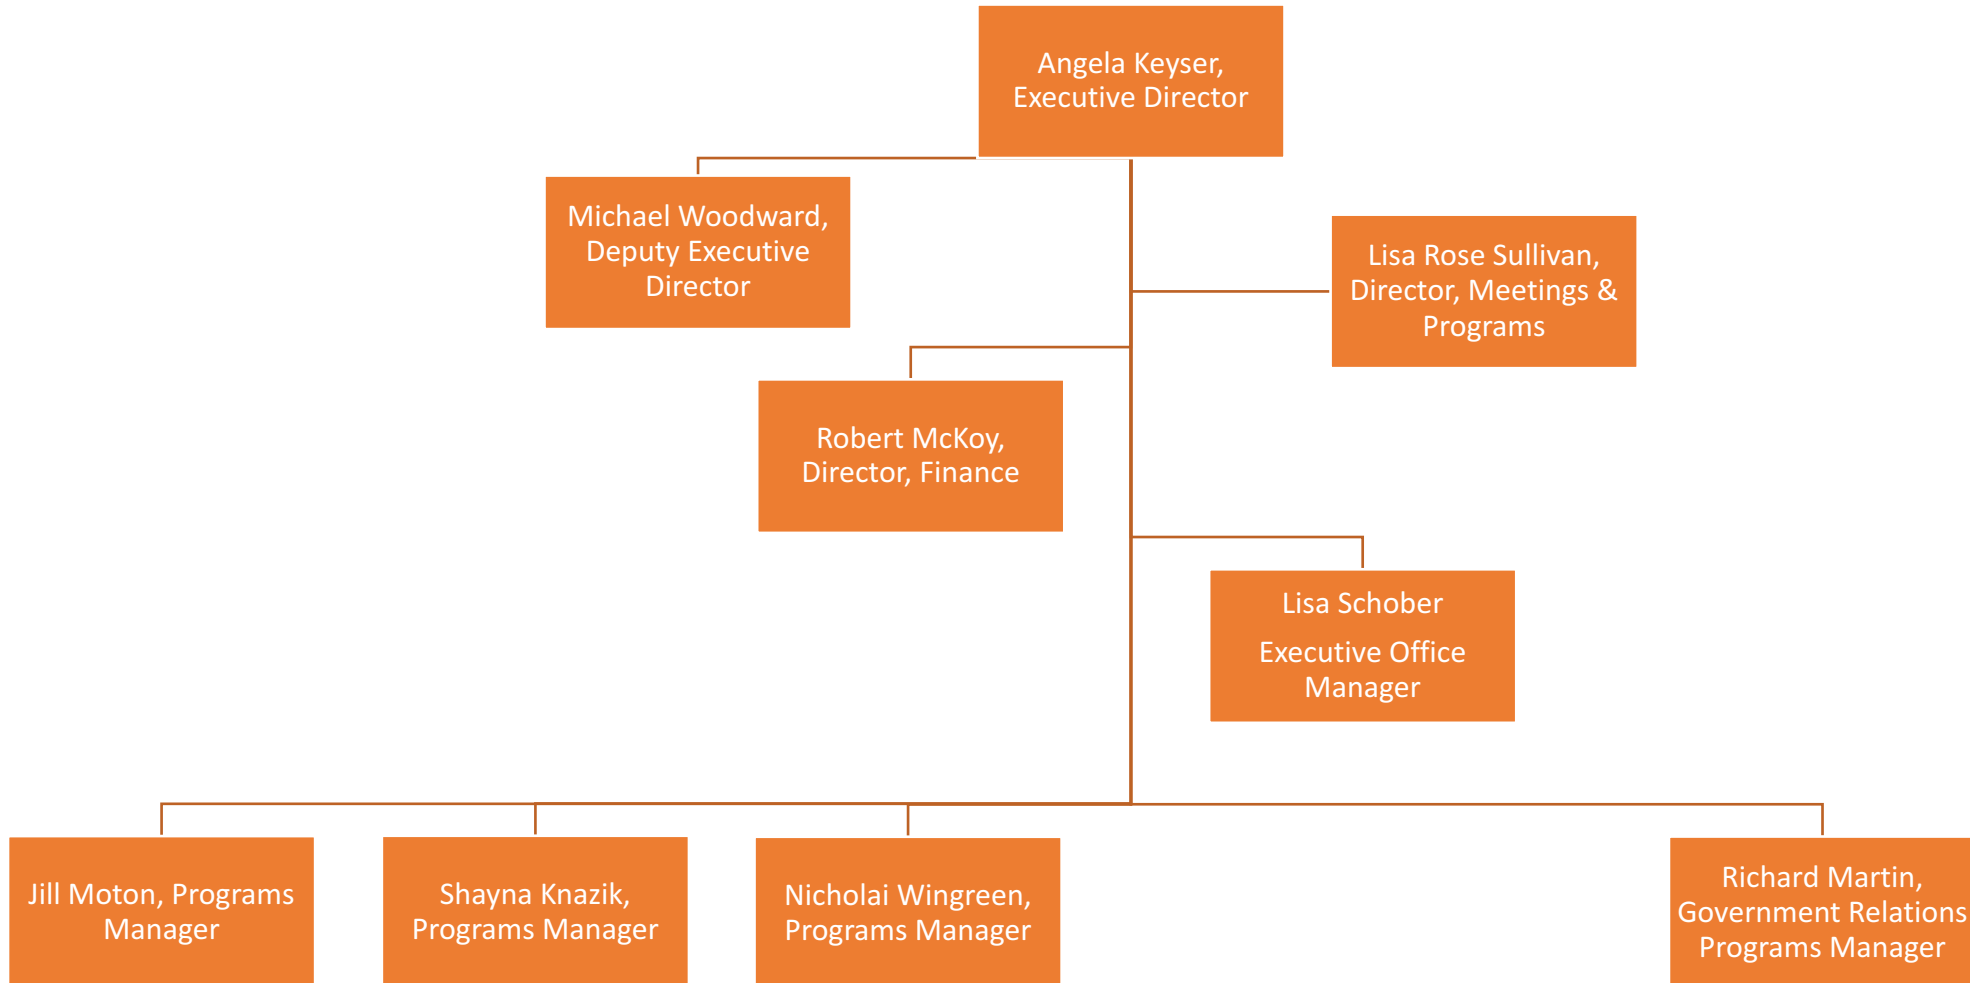 Angela Keyser,
Executive Director
Michael Woodward,
Deputy Executive
Director
Lisa Rose Sullivan,
Director, Meetings &
Programs
Robert McKoy,
Director, Finance
Lisa Schober
Executive Office
Manager
Jill Moton, Programs
Manager
Shayna Knazik,
Programs Manager
Nicholai Wingreen,
Programs Manager
Richard Martin,
Government Relations
Programs Manager